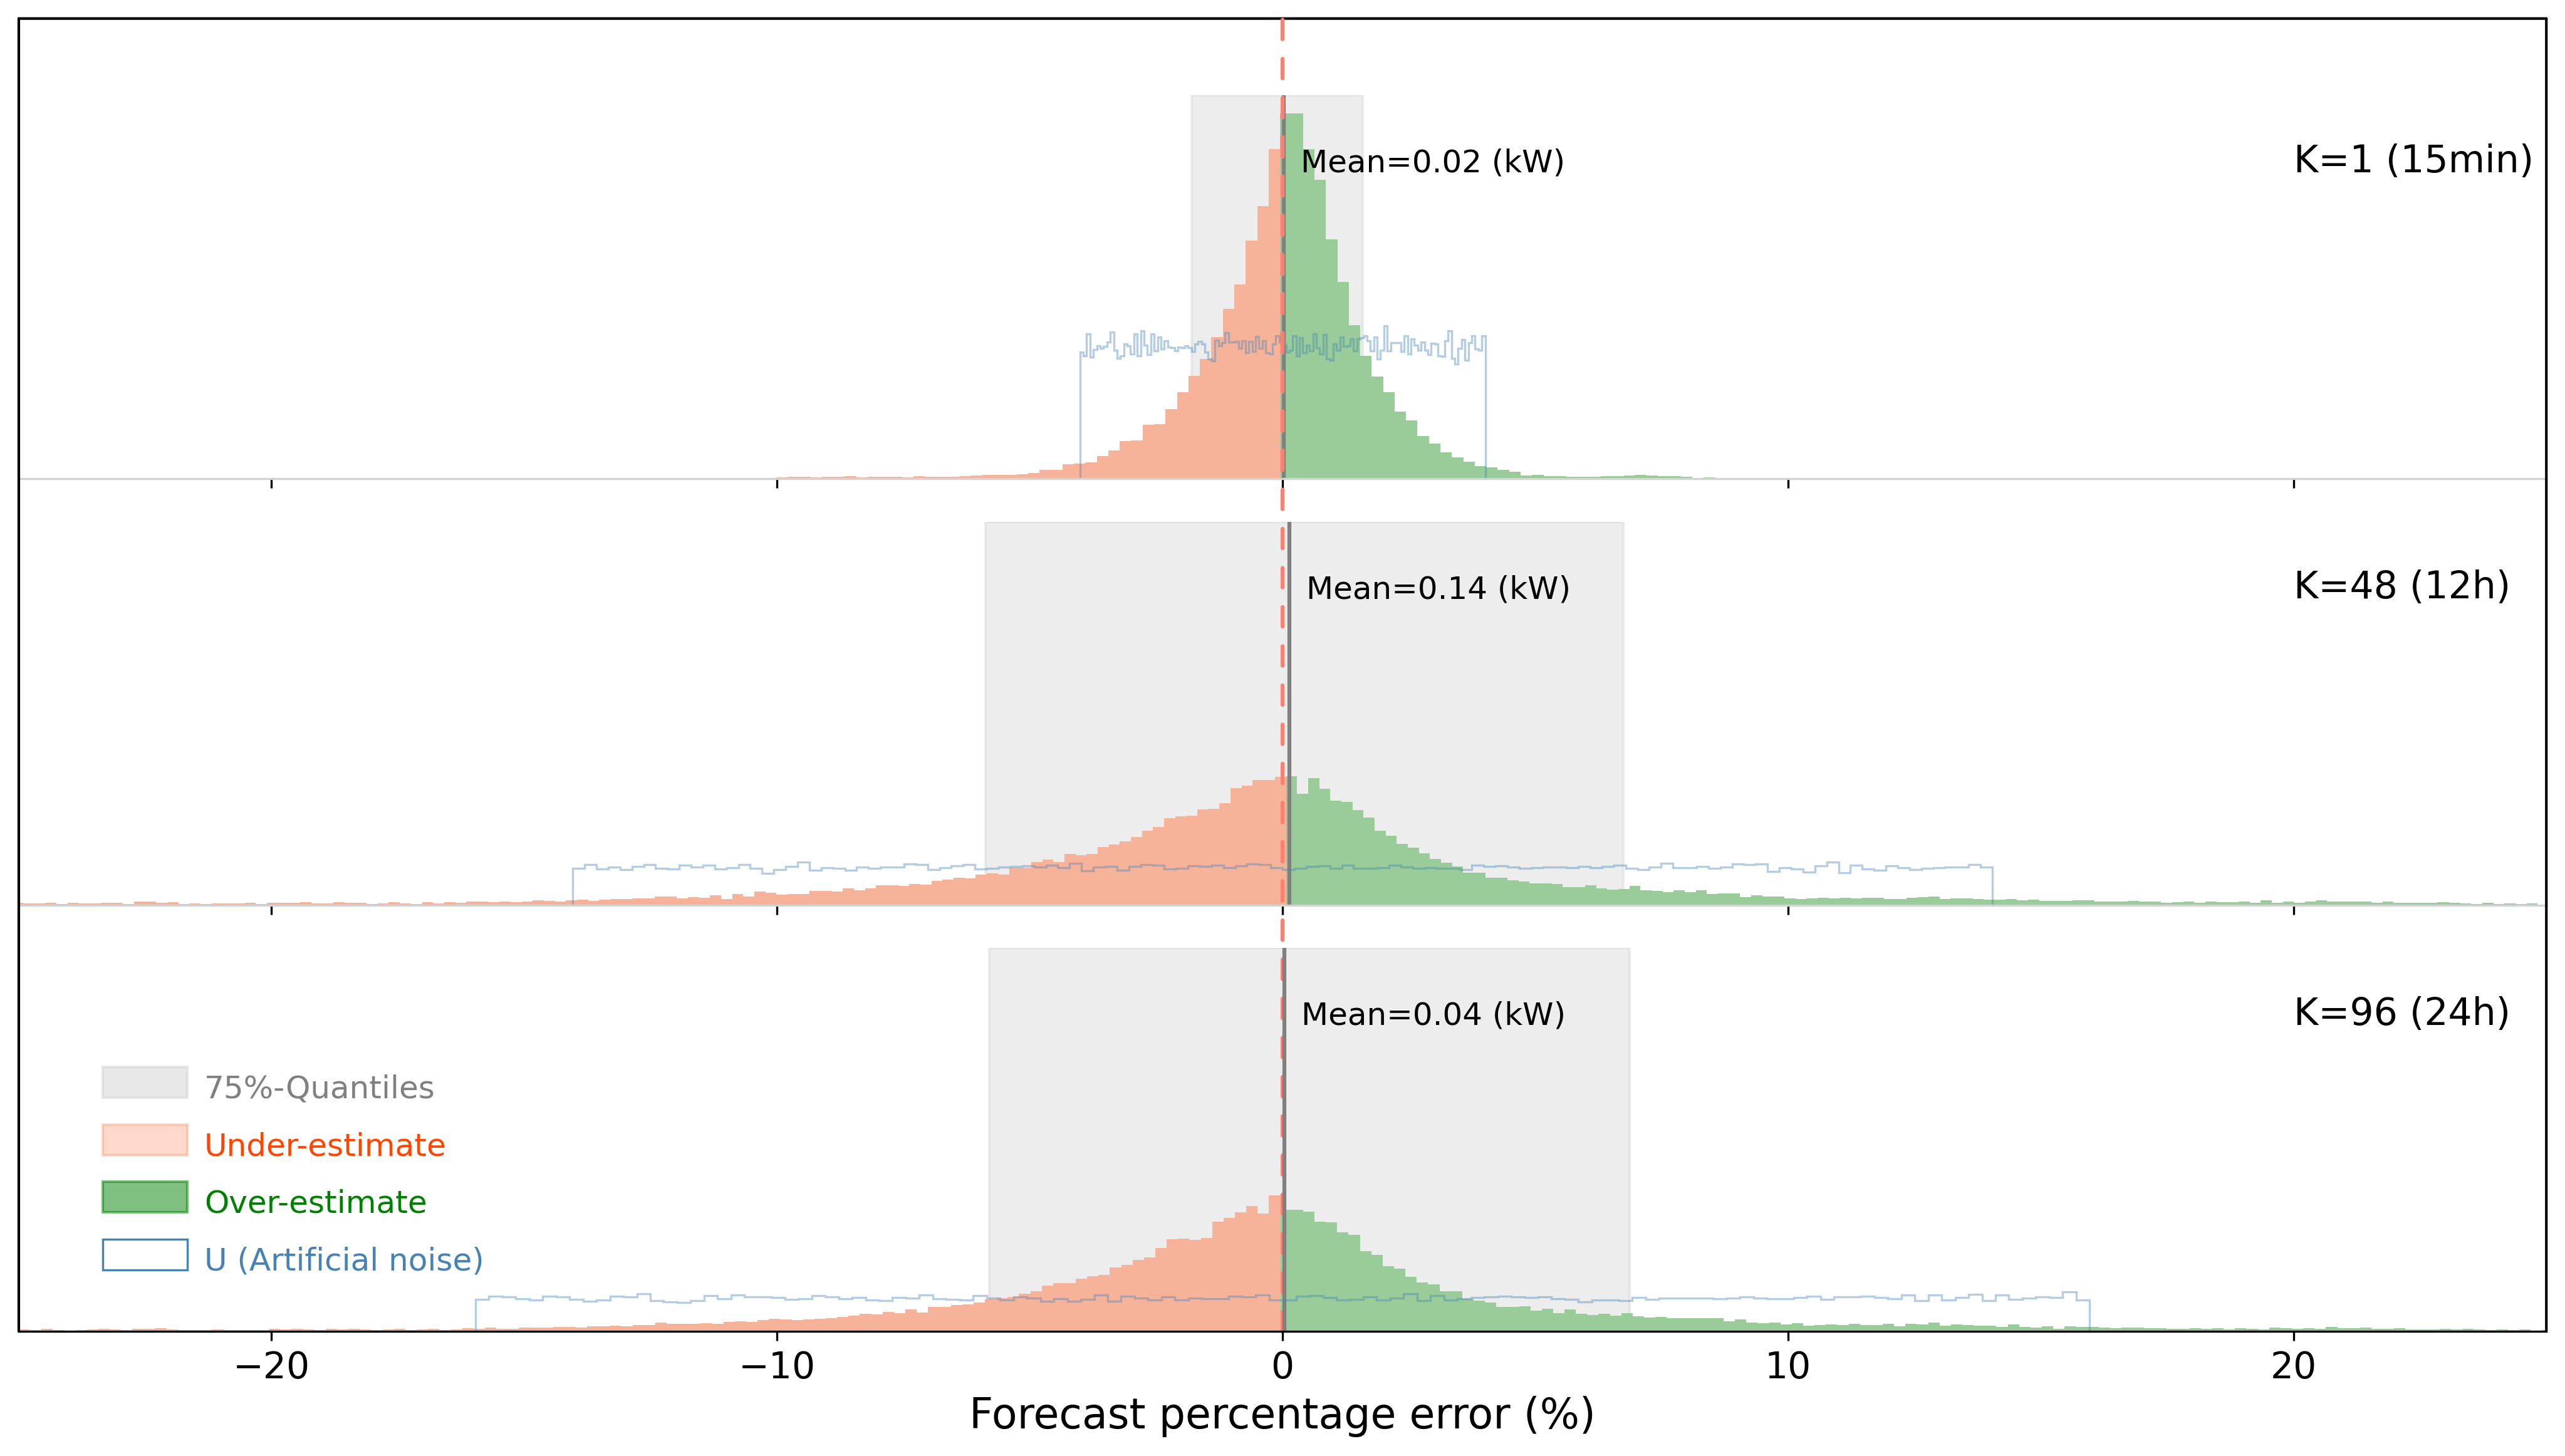 Mean=0.02 (kW)
K=1 (15min)
Mean=0.14 (kW)
K=48 (12h)
Mean=0.04 (kW)
K=96 (24h)
75%-Quantiles
Under-estimate
Over-estimate
U (Artificial noise)
−20 −10 0 10 20
Forecast percentage error (%)